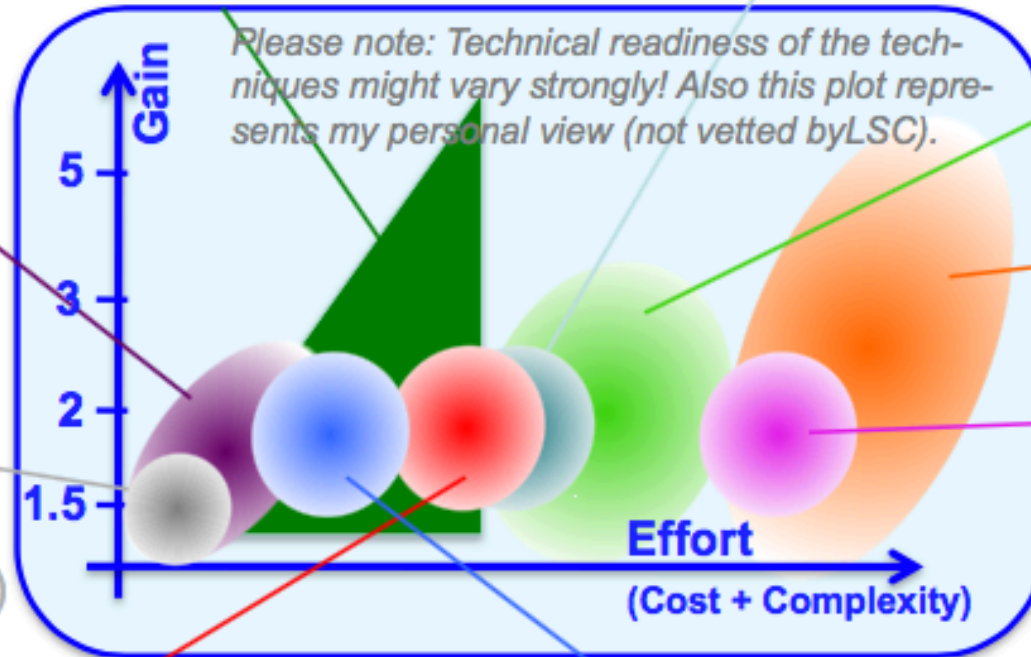 Please note: Technical readiness of the tech-
niques might vary strongly! Also this plot repre-
sents my personal view (not vetted byLSC).
Gain
5
3
2
1.5
Effort
(Cost + Complexity)